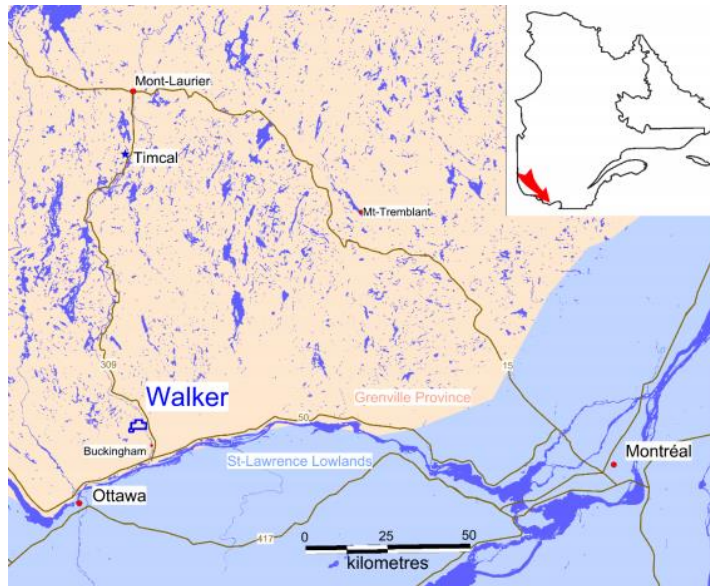 Mont-Laurier
Timcal
Mt-Tremblant
309
15
Walker
Grenville Province
50
Buckingham
St-Lawrence Lowlands
Montréal
Ottawa
417
0 25 50
kilometres